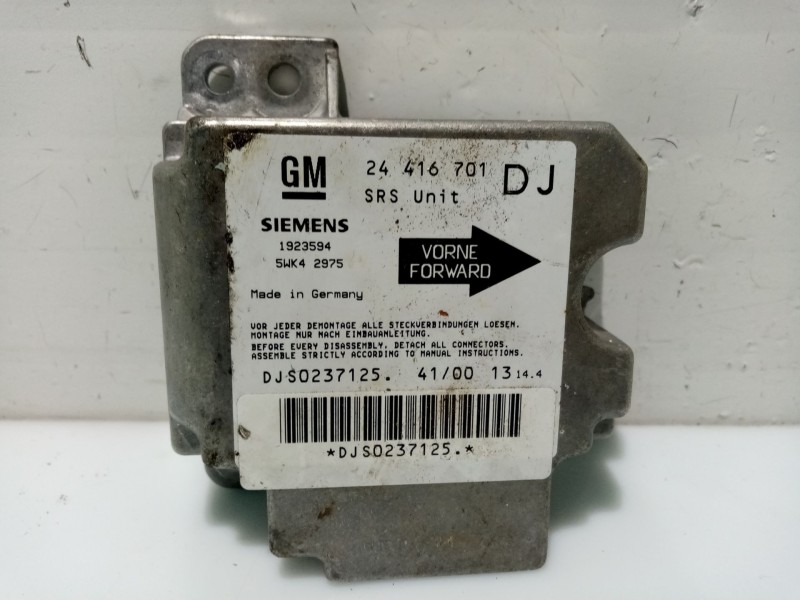 GM
24 416 701 DJ
SRS Unit
SIEMENS
1923594
5WK4 2975
VORNE
FORWARD
Made in Germany
VOR JEDER DEMONTAGE ALLE STECKVERBINDUNGEN LOESEN.
MONTAGE NUR NACH EINBAUANLEITUNG.
BEFORE EVERY DISASSEMBLY, DETACH ALL CONNECTORS.
ASSEMBLE STRICTLY ACCORDING TO MANUAL INSTRUCTIONS.
DJS0237125. 41/00 13 14.4
*DJS0237125.*